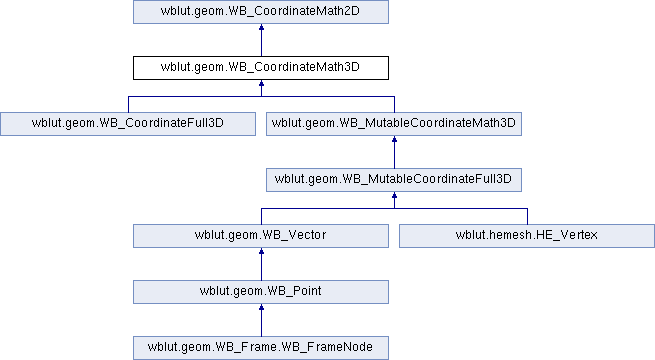 wblut.geom.WB_CoordinateMath2D
wblut.geom.WB_CoordinateMath3D
wblut.geom.WB_CoordinateFull3D
wblut.geom.WB_MutableCoordinateMath3D
wblut.geom.WB_MutableCoordinateFull3D
wblut.geom.WB_Vector
wblut.hemesh.HE_Vertex
wblut.geom.WB_Point
wblut.geom.WB_Frame.WB_FrameNode